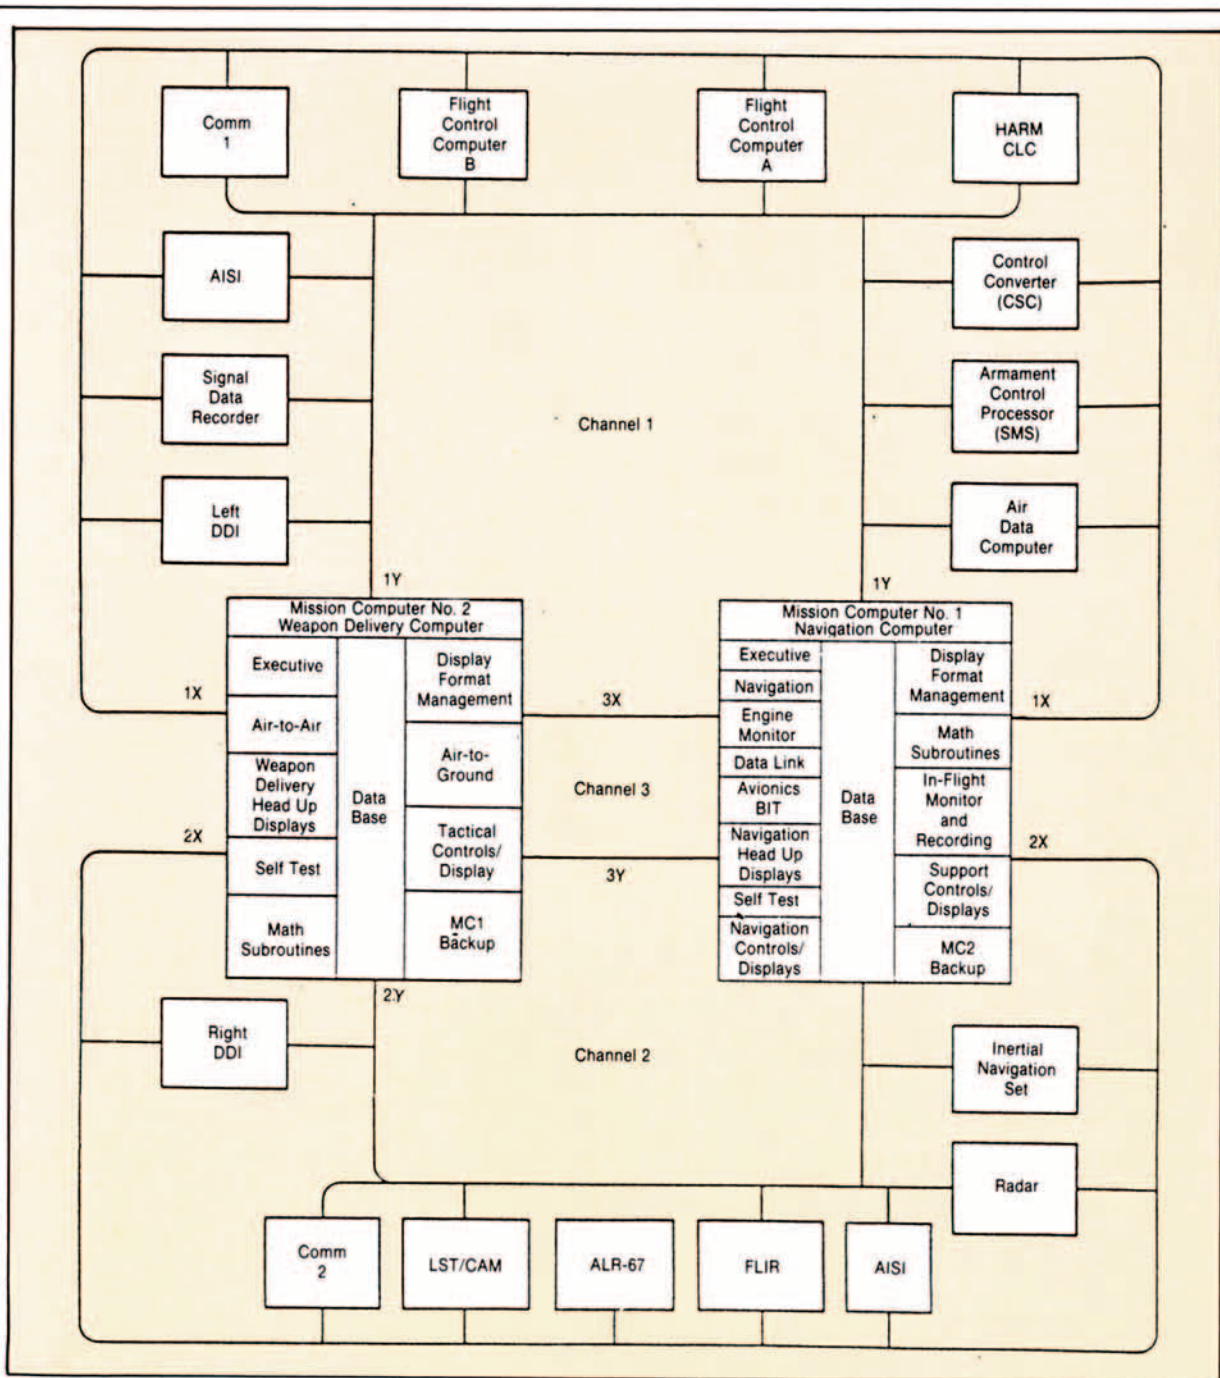 Comm
1
Flight
Control
Computer
B
Flight
Control
Computer
A
HARM
CLC
AISI
Control
Converter
(CSC)
Signal
Data
Recorder
Channel 1
Armament
Control
Processor
(SMS)
Left
DDI
Air
Data
Computer
1Y
1Y
Mission Computer No. 2
Weapon Delivery Computer
Executive
Air-to-Air
Weapon
Delivery
Head Up
Displays
Self Test
Math
Subroutines
Data
Base
Display
Format
Management
Air-to-
Ground
Tactical
Controls/
Display
MC1
Backup
1X
2X
3X
Channel 3
3Y
Mission Computer No. 1
Navigation Computer
Executive
Navigation
Engine
Monitor
Data Link
Avionics
BIT
Navigation
Head Up
Displays
Self Test
Navigation
Controls/
Displays
Data
Base
Display
Format
Management
Math
Subroutines
In-Flight
Monitor
and
Recording
Support
Controls/
Displays
MC2
Backup
1X
2X
2Y
Right
DDI
Channel 2
Inertial
Navigation
Set
Radar
Comm
2
LST/CAM
ALR-67
FLIR
AISI